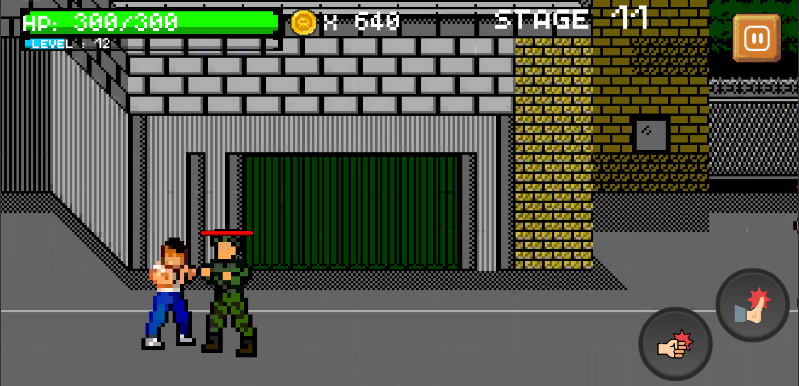 HP: 300/300
x 640
STAGE 11
LEVEL : 12